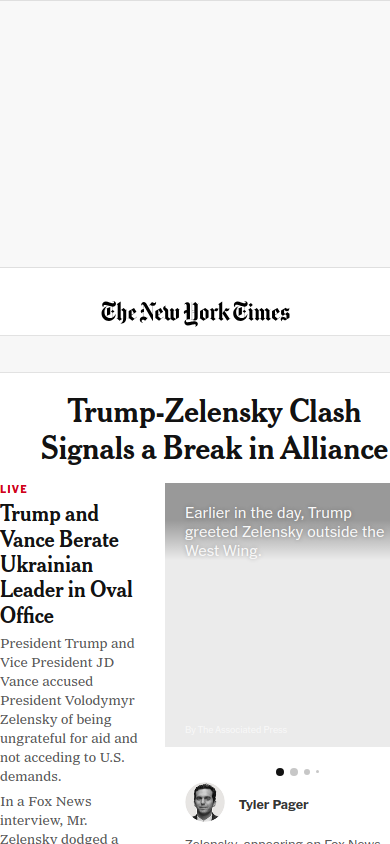 The New York Times
Trump-Zelensky Clash
Signals a Break in Alliance
LIVE
Trump and
Vance Berate
Ukrainian
Leader in Oval
Office
President Trump and
Vice President JD
Vance accused
President Volodymyr
Zelensky of being
ungrateful for aid and
not acceding to U.S.
demands.
In a Fox News
interview, Mr.
Zelensky dodged a
Earlier in the day, Trump
greeted Zelensky outside the
West Wing.
By The Associated Press
Tyler Pager
Zelensky, appearing on Fox News